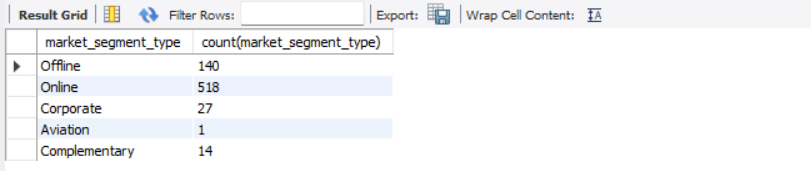 Result Grid Filter Rows: Export: Wrap Cell Content: IA
market_segment_type count(market_segment_type)
Offline 140
Online 518
Corporate 27
Aviation 1
Complementary 14